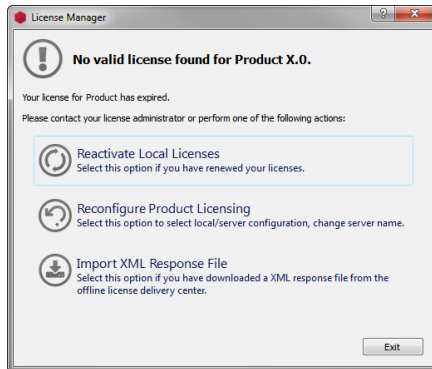 License Manager
No valid license found for Product X.0.
Your license for Product has expired.
Please contact your license administrator or perform one of the following actions:
Reactivate Local Licenses
Select this option if you have renewed your licenses.
Reconfigure Product Licensing
Select this option to select local/server configuration, change server name.
Import XML Response File
Select this option if you have downloaded a XML response file from the
offline license delivery center.
Exit